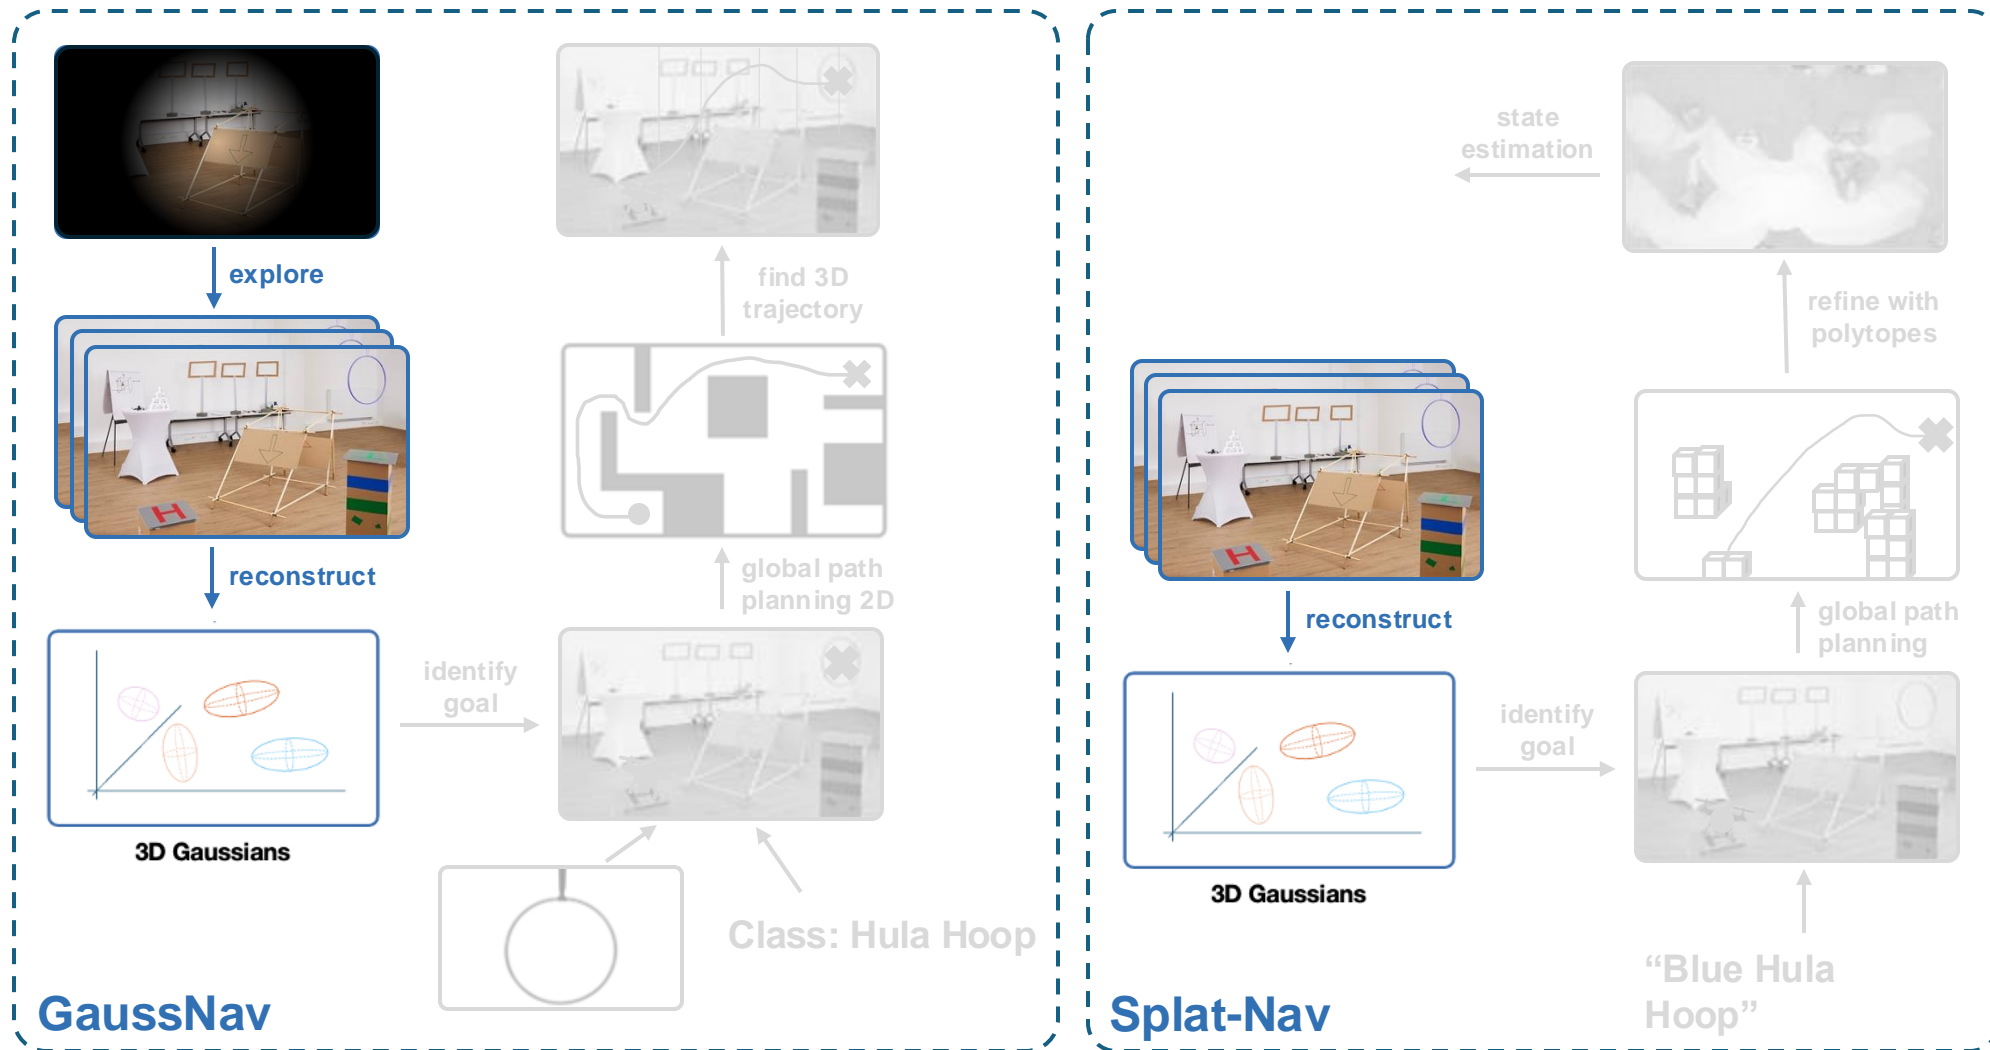 explore
reconstruct
3D Gaussians
identify
goal
Class: Hula Hoop
global path
planning 2D
find 3D
trajectory
GaussNav
H
reconstruct
3D Gaussians
identify
goal
"Blue Hula
Hoop"
global path
planning
refine with
polytopes
state
estimation
Splat-Nav
H